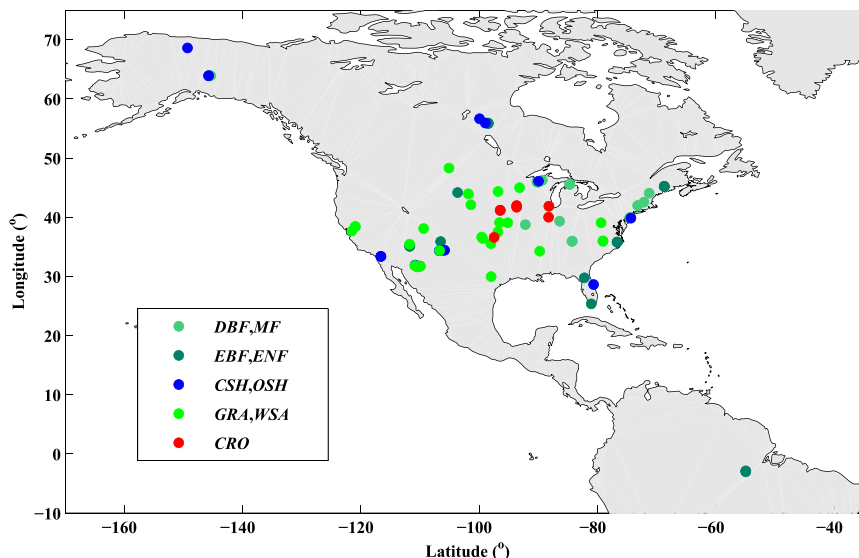 70
60
50
40
30
20
10
0
−10
Longitude (o)
DBF,MF
EBF,ENF
CSH,OSH
GRA,WSA
CRO
−160
−140
−120
−100
−80
−60
−40
Latitude (o)